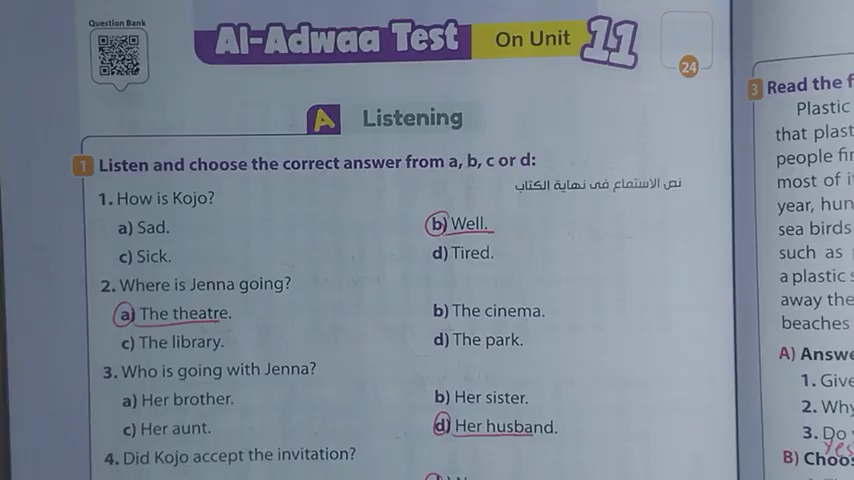 Question Bank
Al-Adwaa Test On Unit 11
24
A Listening
1 Listen and choose the correct answer from a, b, c or d:
نص الاستماع فى نهاية الكتاب
1. How is Kojo?
a) Sad. b) Well.
c) Sick. d) Tired.
2. Where is Jenna going?
a) The theatre. b) The cinema.
c) The library. d) The park.
3. Who is going with Jenna?
a) Her brother. b) Her sister.
c) Her aunt. d) Her husband.
4. Did Kojo accept the invitation?
3 Read the f
Plastic
that plast
people fin
most of i
year, hun
sea birds
such as
a plastic s
away the
beaches
A) Answe
1. Give
2. Why
3. Do
Yes
B) Choos